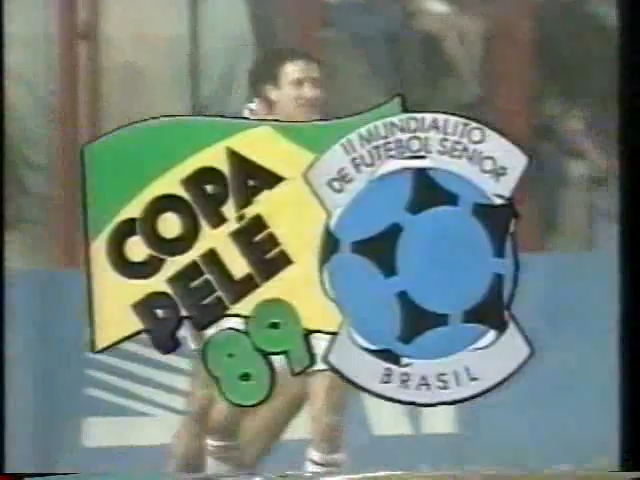 COPA
PELÉ
89
II MUNDIALITO
DE FUTEBOL SENIOR
BRASIL